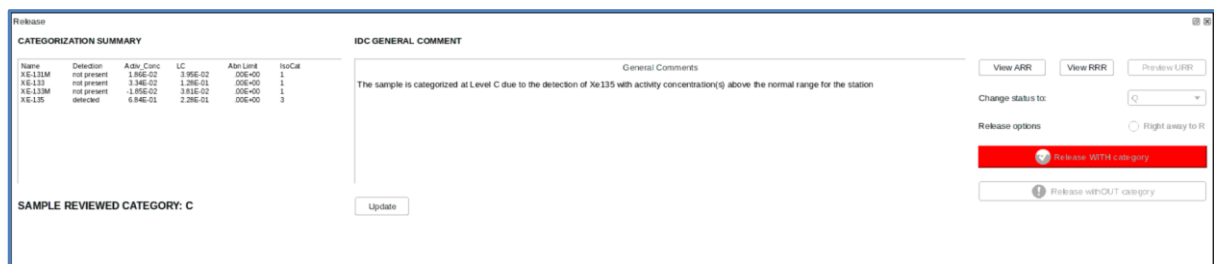 Release
CATEGORIZATION SUMMARY
Name Detection Activ_Conc LC Abn Limit IsoCat
XE-131M not present 1.86E-02 3.95E-02 .00E+00 1
XE-133 not present 3.34E-02 1.28E-01 .00E+00 1
XE-133M not present -1.85E-02 3.81E-02 .00E+00 1
XE-135 detected 6.84E-01 2.28E-01 .00E+00 3
SAMPLE REVIEWED CATEGORY: C
IDC GENERAL COMMENT
General Comments
The sample is categorized at Level C due to the detection of Xe135 with activity concentration(s) above the normal range for the station
Update
View ARR View RRR Preview URR
Change status to: Q
Release options Right away to R
Release WITH category
Release withOUT category